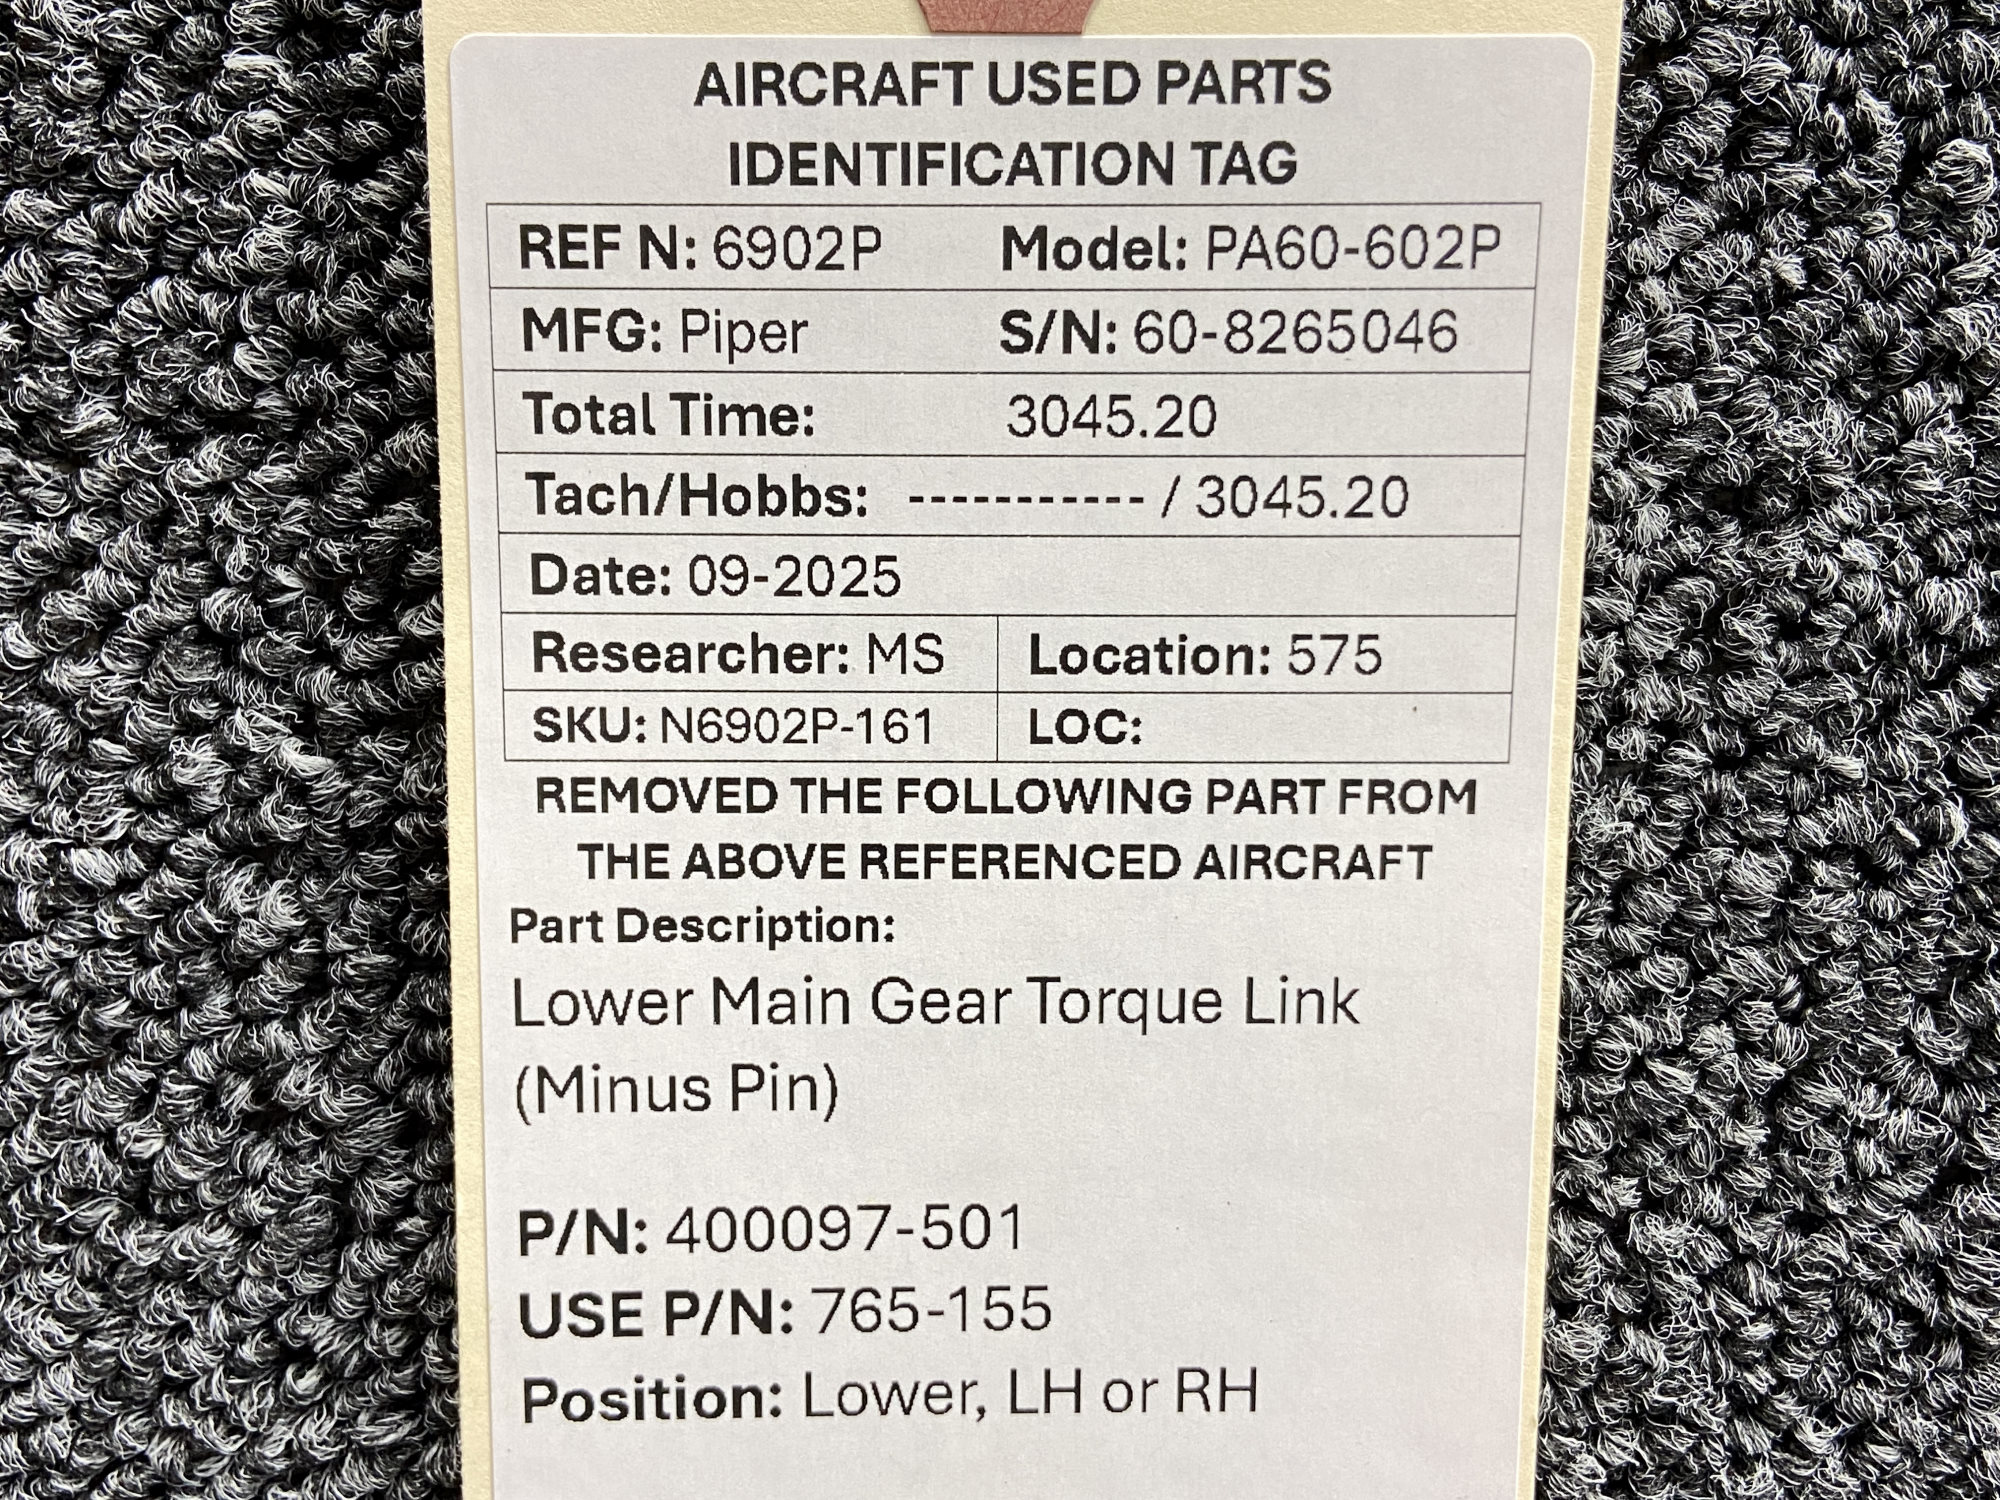 AIRCRAFT USED PARTS
IDENTIFICATION TAG
REF N: 6902P Model: PA60-602P
MFG: Piper S/N: 60-8265046
Total Time: 3045.20
Tach/Hobbs: ----------- / 3045.20
Date: 09-2025
Researcher: MS Location: 575
SKU: N6902P-161 LOC:
REMOVED THE FOLLOWING PART FROM
THE ABOVE REFERENCED AIRCRAFT
Part Description:
Lower Main Gear Torque Link
(Minus Pin)
P/N: 400097-501
USE P/N: 765-155
Position: Lower, LH or RH